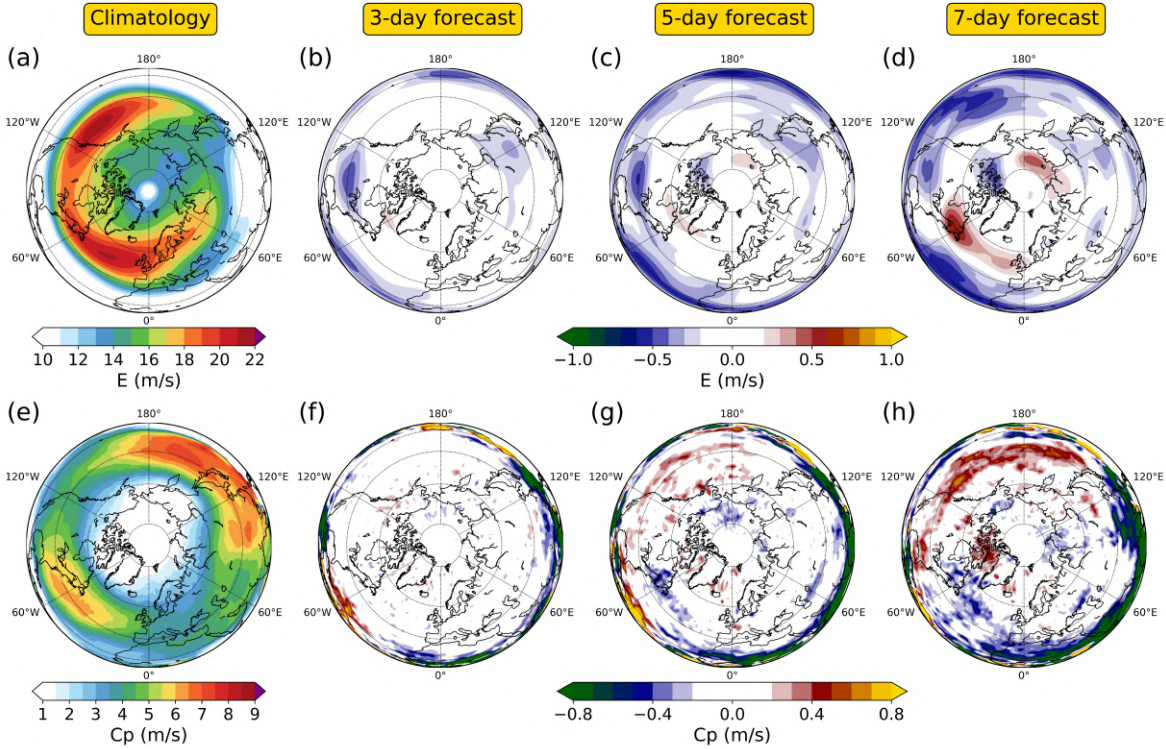 Climatology
3-day forecast
5-day forecast
7-day forecast
(a)
(b)
(c)
(d)
180°
180°
180°
180°
120°W
120°E
120°W
120°E
120°W
120°E
120°W
120°E
60°W
60°E
60°W
60°E
60°W
60°E
60°W
60°E
0°
0°
0°
0°
10 12 14 16 18 20 22
E (m/s)
−1.0 −0.5 0.0 0.5 1.0
E (m/s)
(e)
(f)
(g)
(h)
180°
180°
180°
180°
120°W
120°E
120°W
120°E
120°W
120°E
120°W
120°E
60°W
60°E
60°W
60°E
60°W
60°E
60°W
60°E
0°
0°
0°
0°
1 2 3 4 5 6 7 8 9
Cp (m/s)
−0.8 −0.4 0.0 0.4 0.8
Cp (m/s)